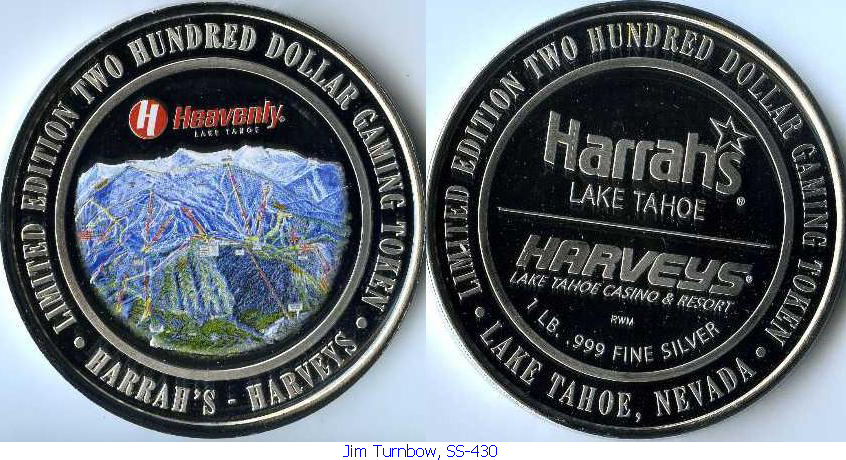 LIMITED EDITION TWO HUNDRED DOLLAR GAMING TOKEN
H Heavenly®
LAKE TAHOE
• HARRAH'S - HARVEYS •
LIMITED EDITION TWO HUNDRED DOLLAR GAMING TOKEN
Harrah's®
LAKE TAHOE
HARVEYS®
LAKE TAHOE CASINO & RESORT
RWM
1 LB. .999 FINE SILVER
• LAKE TAHOE, NEVADA •
Jim Turnbow, SS-430